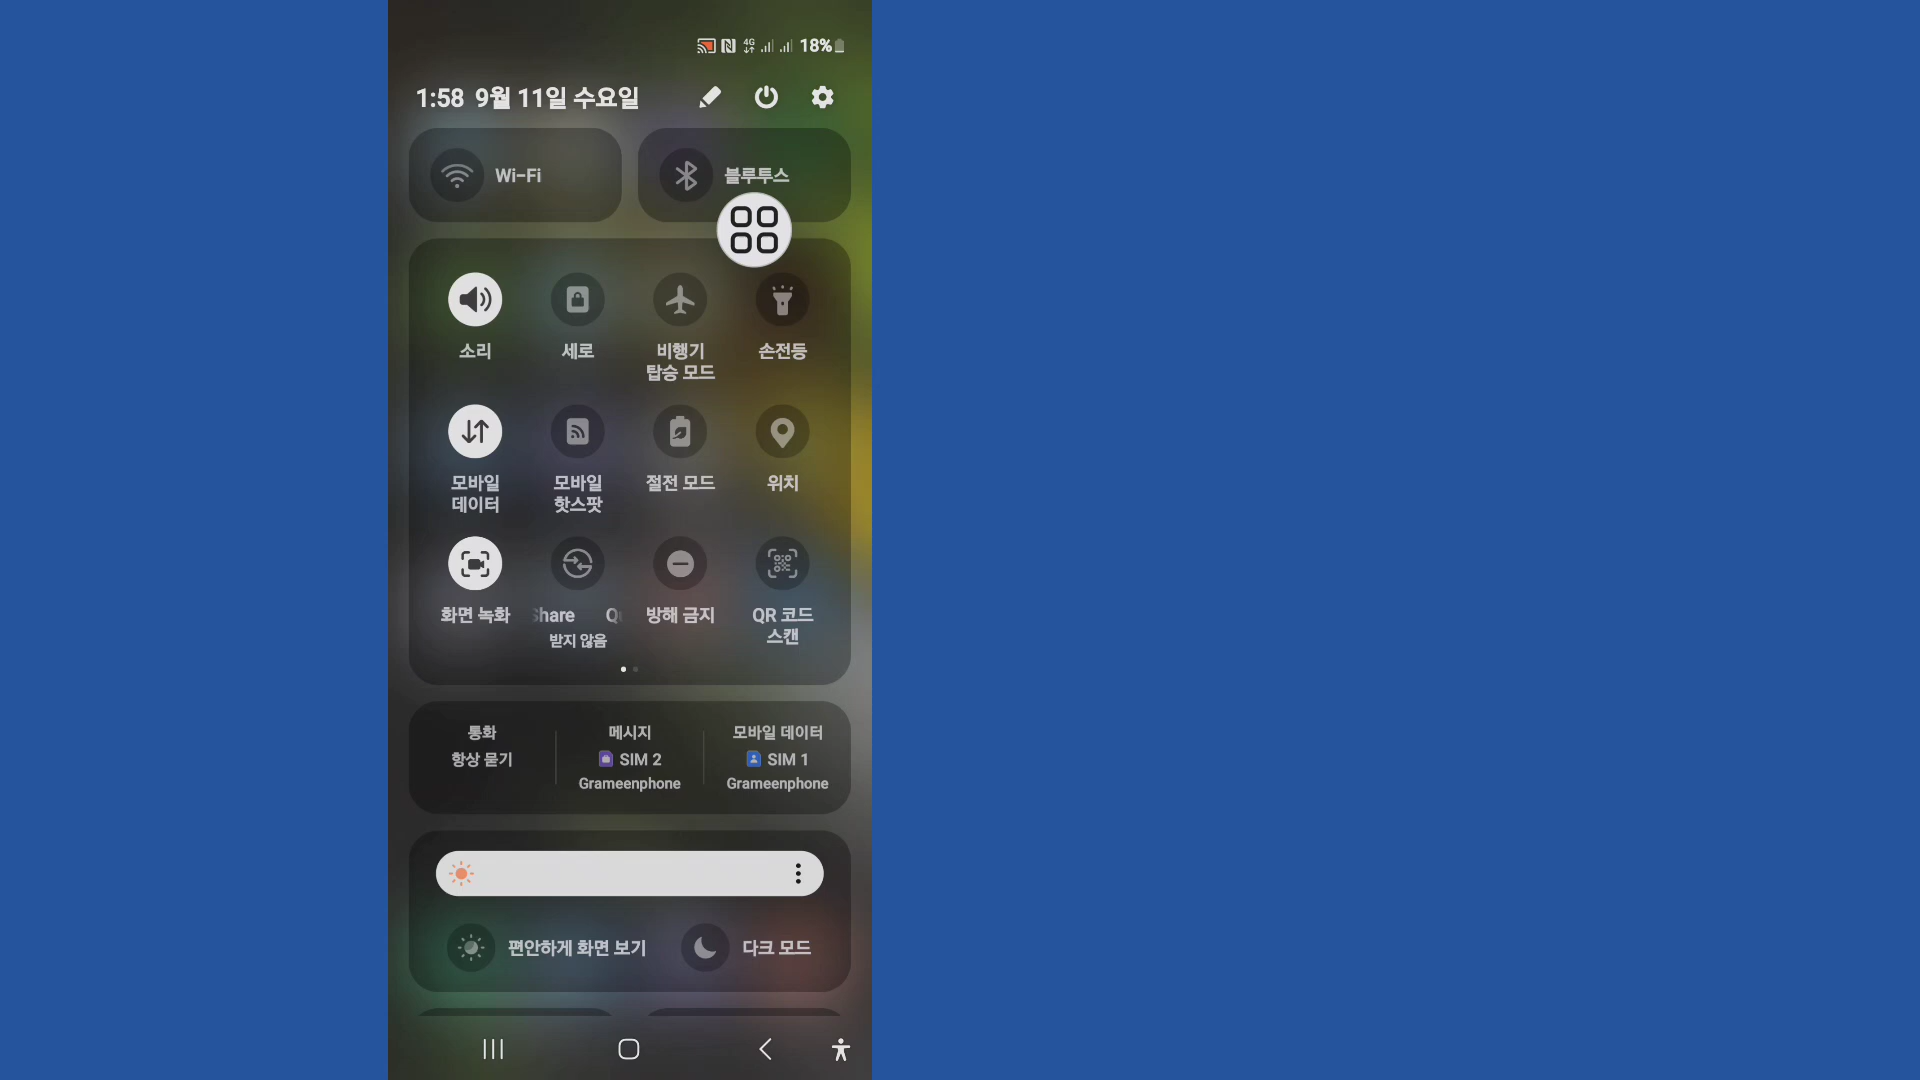 4G 18%
1:58 9월 11일 수요일
Wi-Fi
블루투스
소리
세로
비행기
탑승 모드
손전등
모바일
데이터
모바일
핫스팟
절전 모드
위치
화면 녹화
Share
받지 않음
방해 금지
QR 코드
스캔
통화
항상 묻기
메시지
SIM 2
Grameenphone
모바일 데이터
SIM 1
Grameenphone
편안하게 화면 보기
다크 모드